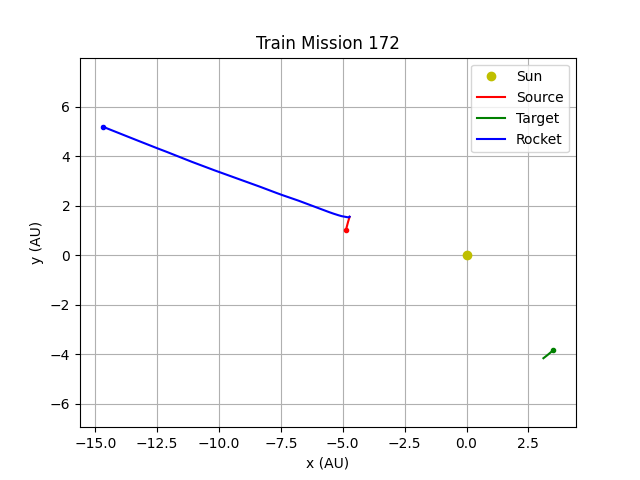 Train Mission 172
Sun
Source
Target
Rocket
6
4
2
0
−2
−4
−6
y (AU)
−15.0 −12.5 −10.0 −7.5 −5.0 −2.5 0.0 2.5
x (AU)